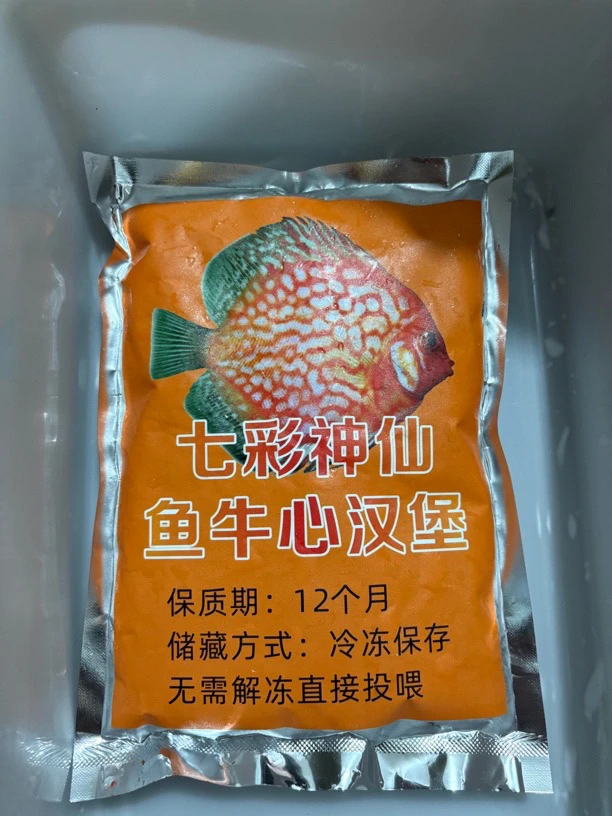 七彩神仙
鱼牛心汉堡
保质期：12个月
储藏方式：冷冻保存
无需解冻直接投喂